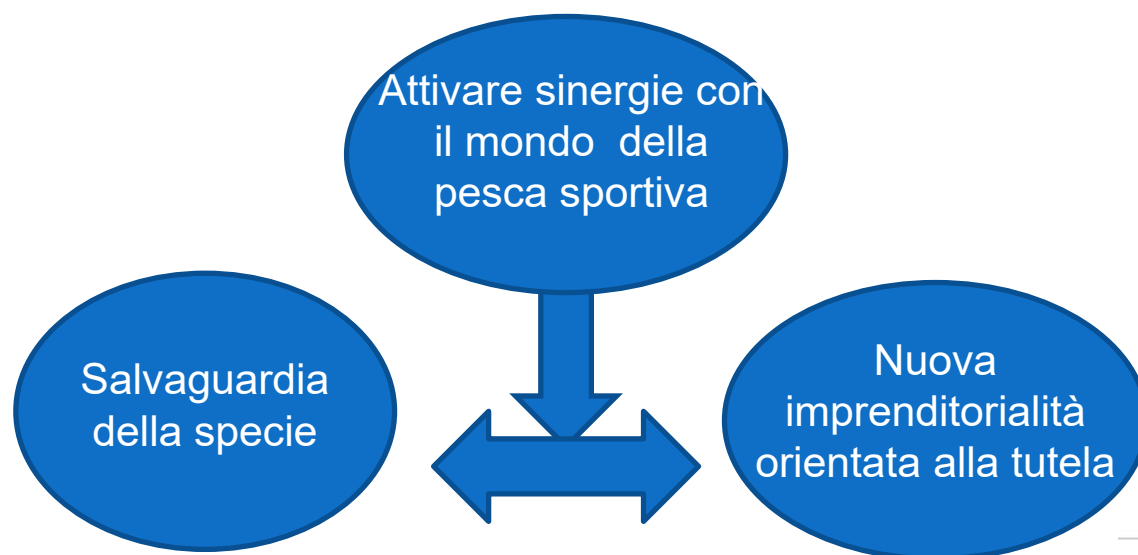 Attivare sinergie con
il mondo della
pesca sportiva
Salvaguardia
della specie
Nuova
imprenditorialità
orientata alla tutela